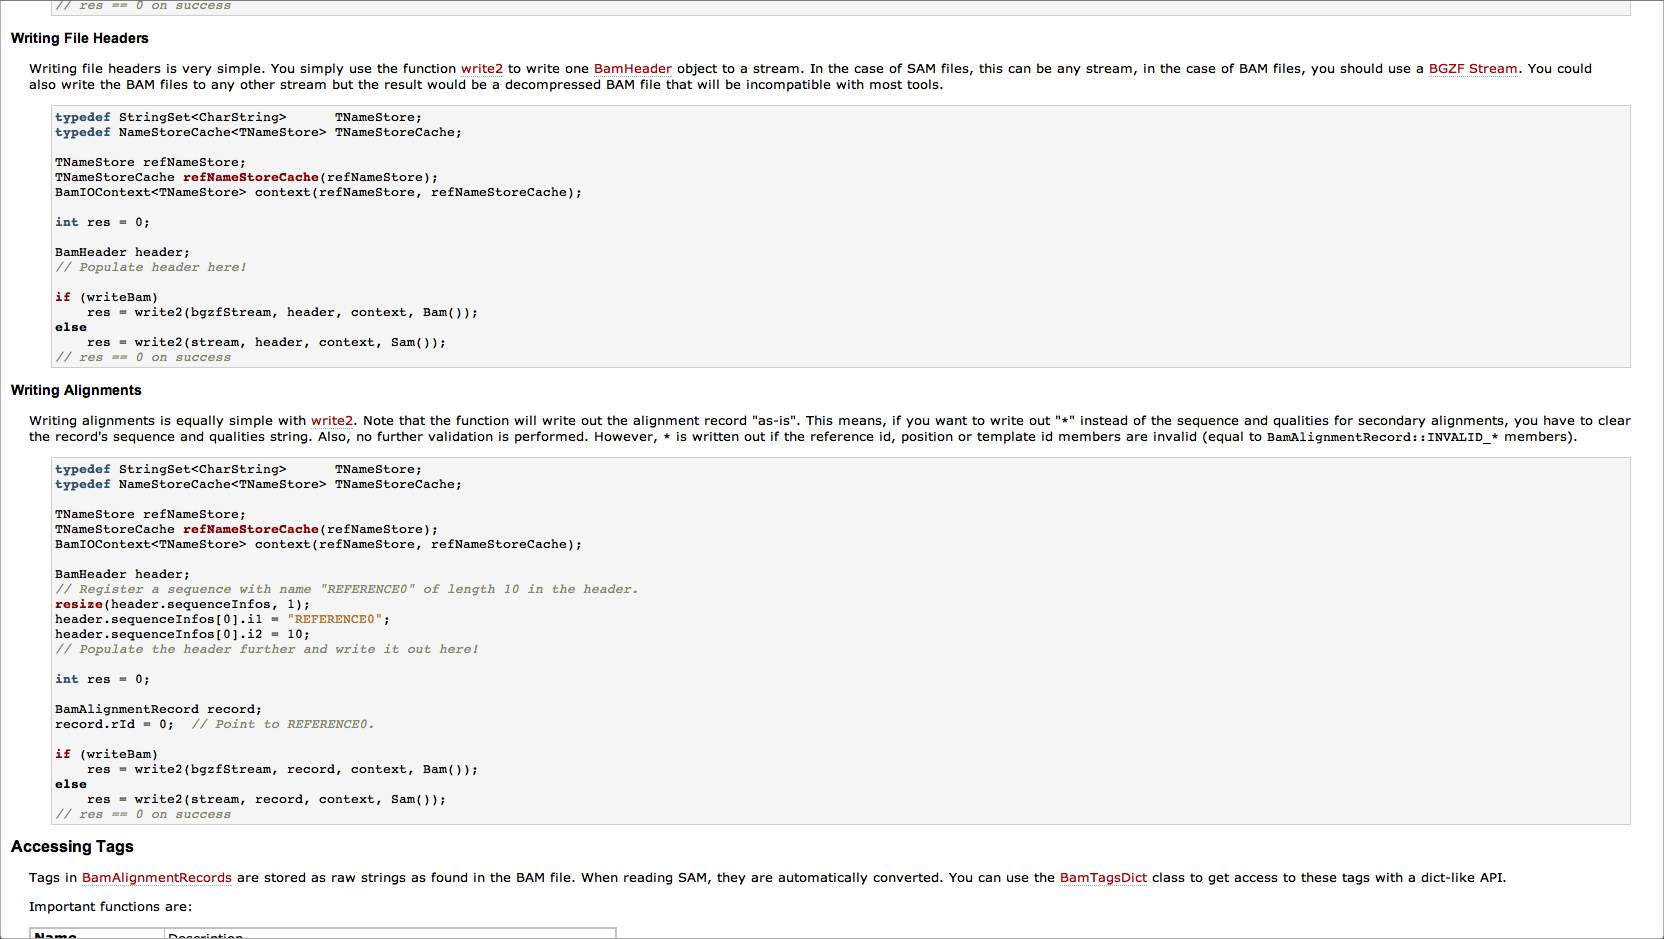 // res == 0 on success
Writing File Headers
Writing file headers is very simple. You simply use the function write2 to write one BamHeader object to a stream. In the case of SAM files, this can be any stream, in the case of BAM files, you should use a BGZF Stream. You could
also write the BAM files to any other stream but the result would be a decompressed BAM file that will be incompatible with most tools.
typedef StringSet<CharString>      TNameStore;
typedef NameStoreCache<TNameStore> TNameStoreCache;
TNameStore refNameStore;
TNameStoreCache refNameStoreCache(refNameStore);
BamIOContext<TNameStore> context(refNameStore, refNameStoreCache);
int res = 0;
BamHeader header;
// Populate header here!
if (writeBam)
    res = write2(bgzfStream, header, context, Bam());
else
    res = write2(stream, header, context, Sam());
// res == 0 on success
Writing Alignments
Writing alignments is equally simple with write2. Note that the function will write out the alignment record "as-is". This means, if you want to write out "*" instead of the sequence and qualities for secondary alignments, you have to clear
the record's sequence and qualities string. Also, no further validation is performed. However, * is written out if the reference id, position or template id members are invalid (equal to BamAlignmentRecord::INVALID_* members).
typedef StringSet<CharString>      TNameStore;
typedef NameStoreCache<TNameStore> TNameStoreCache;
TNameStore refNameStore;
TNameStoreCache refNameStoreCache(refNameStore);
BamIOContext<TNameStore> context(refNameStore, refNameStoreCache);
BamHeader header;
// Register a sequence with name "REFERENCE0" of length 10 in the header.
resize(header.sequenceInfos, 1);
header.sequenceInfos[0].i1 = "REFERENCE0";
header.sequenceInfos[0].i2 = 10;
// Populate the header further and write it out here!
int res = 0;
BamAlignmentRecord record;
record.rId = 0;  // Point to REFERENCE0.
if (writeBam)
    res = write2(bgzfStream, record, context, Bam());
else
    res = write2(stream, record, context, Sam());
// res == 0 on success
Accessing Tags
Tags in BamAlignmentRecords are stored as raw strings as found in the BAM file. When reading SAM, they are automatically converted. You can use the BamTagsDict class to get access to these tags with a dict-like API.
Important functions are:
Name Description